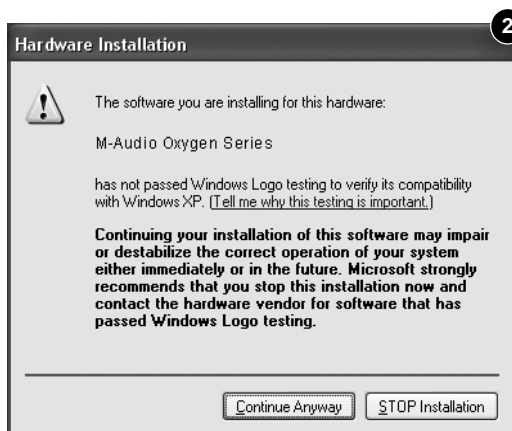 2
Hardware Installation
The software you are installing for this hardware:
M-Audio Oxygen Series
has not passed Windows Logo testing to verify its compatibility
with Windows XP. (Tell me why this testing is important.)
Continuing your installation of this software may impair
or destabilize the correct operation of your system
either immediately or in the future. Microsoft strongly
recommends that you stop this installation now and
contact the hardware vendor for software that has
passed Windows Logo testing.
Continue Anyway STOP Installation